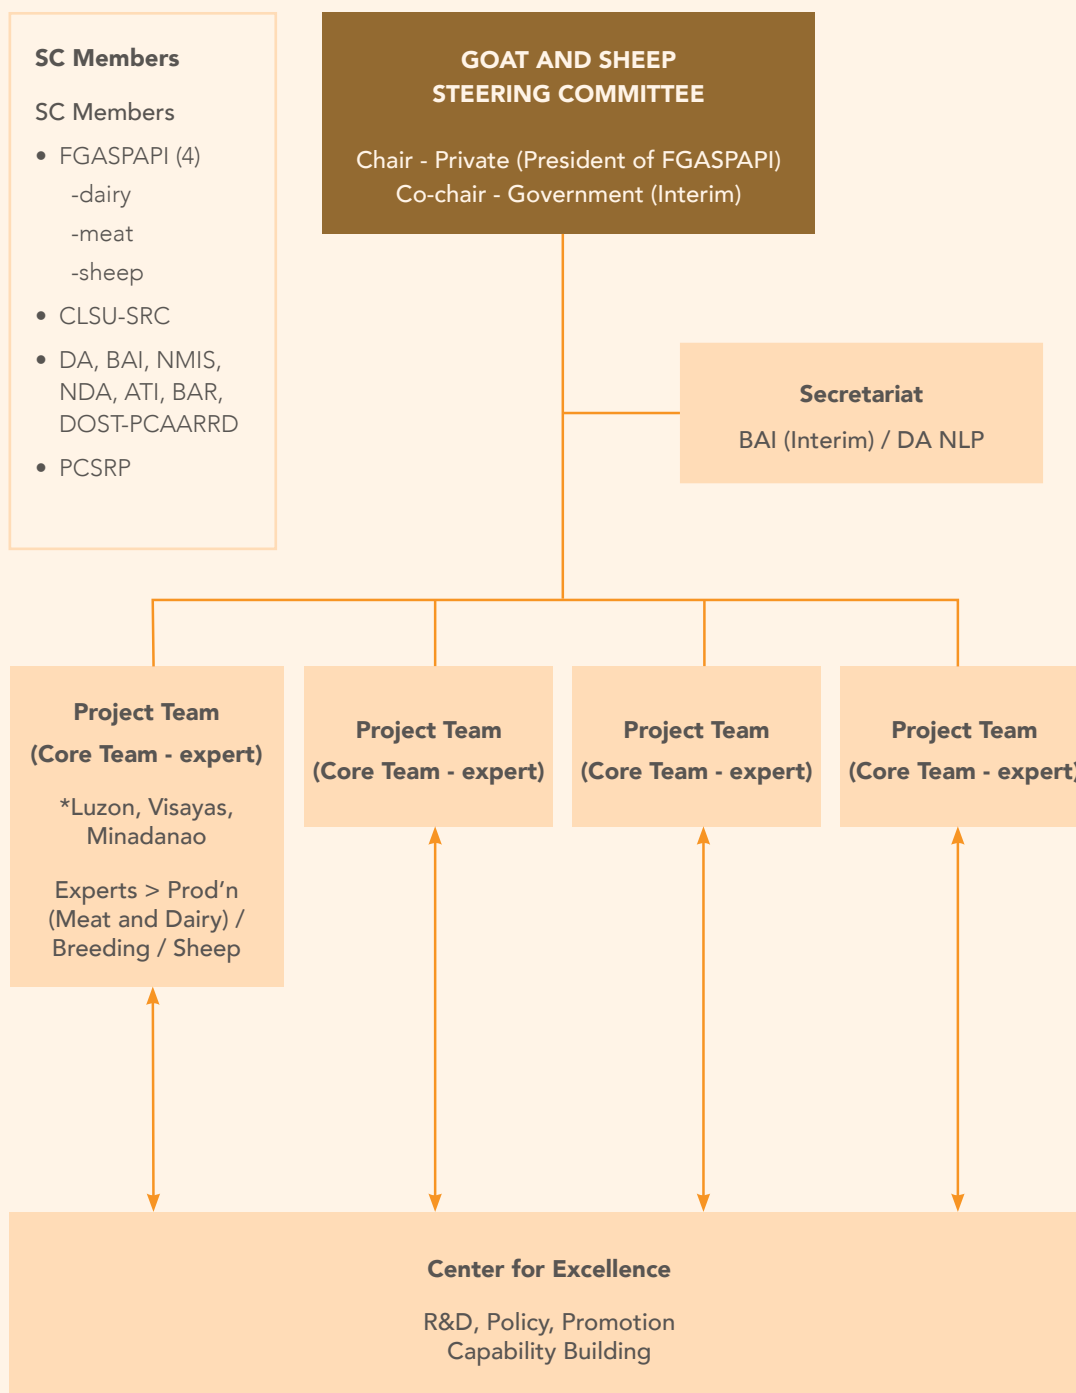 SC Members
SC Members
• FGASPAPI (4)
-dairy
-meat
-sheep
• CLSU-SRC
• DA, BAI, NMIS,
NDA, ATI, BAR,
DOST-PCAARRD
• PCSRP
GOAT AND SHEEP
STEERING COMMITTEE
Chair - Private (President of FGASPAPI)
Co-chair - Government (Interim)
Secretariat
BAI (Interim) / DA NLP
Project Team
(Core Team - expert)
*Luzon, Visayas,
Minadanao
Experts > Prod’n
(Meat and Dairy) /
Breeding / Sheep
Project Team
(Core Team - expert)
Project Team
(Core Team - expert)
Project Team
(Core Team - expert)
Center for Excellence
R&D, Policy, Promotion
Capability Building